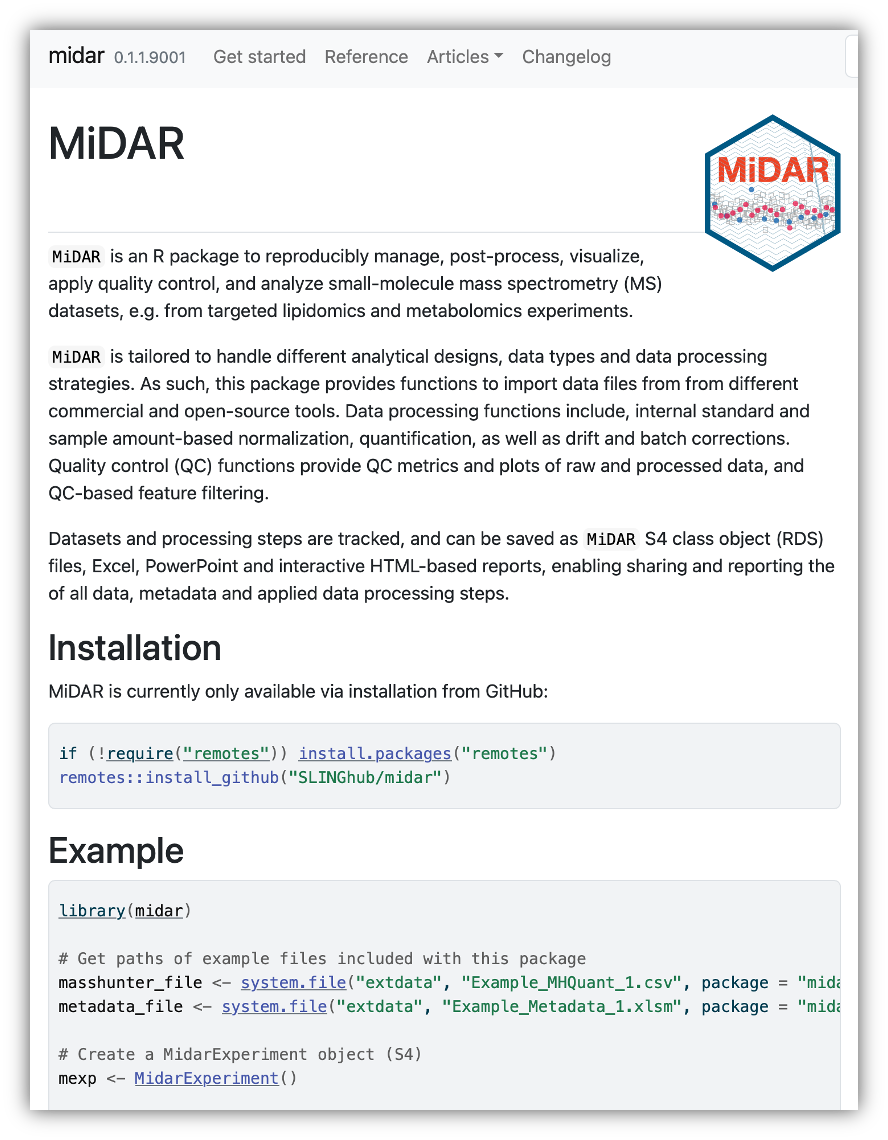 midar 0.1.1.9001 Get started Reference Articles Changelog
MiDAR
MiDAR
MiDAR is an R package to reproducibly manage, post-process, visualize,
apply quality control, and analyze small-molecule mass spectrometry (MS)
datasets, e.g. from targeted lipidomics and metabolomics experiments.
MiDAR is tailored to handle different analytical designs, data types and data processing
strategies. As such, this package provides functions to import data files from from different
commercial and open-source tools. Data processing functions include, internal standard and
sample amount-based normalization, quantification, as well as drift and batch corrections.
Quality control (QC) functions provide QC metrics and plots of raw and processed data, and
QC-based feature filtering.
Datasets and processing steps are tracked, and can be saved as MiDAR S4 class object (RDS)
files, Excel, PowerPoint and interactive HTML-based reports, enabling sharing and reporting the
of all data, metadata and applied data processing steps.
Installation
MiDAR is currently only available via installation from GitHub:
if (!require("remotes")) install.packages("remotes")
remotes::install_github("SLINGhub/midar")
Example
library(midar)
# Get paths of example files included with this package
masshunter_file <- system.file("extdata", "Example_MHQuant_1.csv", package = "mida
metadata_file <- system.file("extdata", "Example_Metadata_1.xlsm", package = "mida
# Create a MidarExperiment object (S4)
mexp <- MidarExperiment()